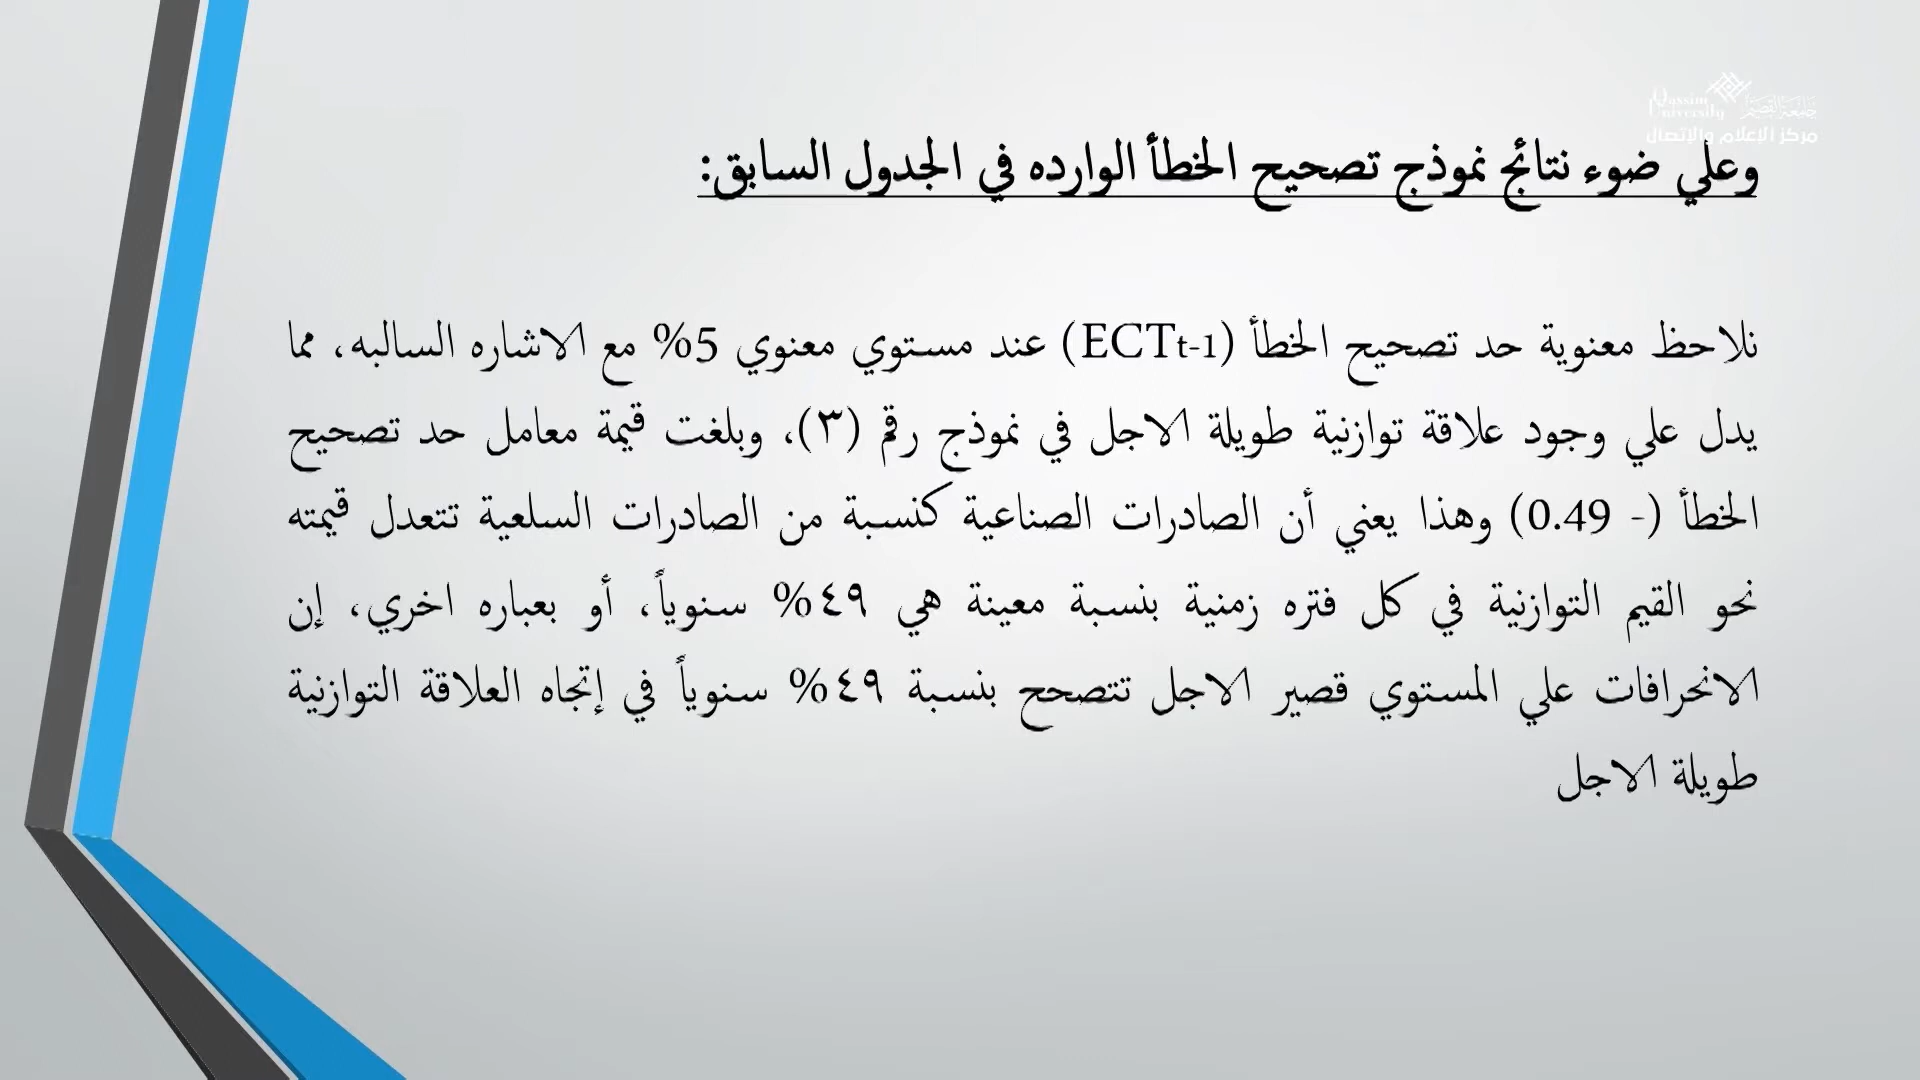 Qassim
University جامعة القصيم
مركز الإعلام والإتصال
وعلي ضوء نتائج نموذج تصحيح الخطأ الوارده في الجدول السابق:
نلاحظ معنوية حد تصحيح الخطأ (ECTt-1) عند مستوي معنوي 5% مع الاشاره السالبه، مما
يدل علي وجود علاقة توازنية طويلة الاجل في نموذج رقم (٣)، وبلغت قيمة معامل حد تصحيح
الخطأ (- 0.49) وهذا يعني أن الصادرات الصناعية كنسبة من الصادرات السلعية تتعدل قيمته
نحو القيم التوازنية في كل فتره زمنية بنسبة معينة هي ٤٩% سنوياً، أو بعباره اخري، إن
الانحرافات علي المستوي قصير الاجل تتصحح بنسبة ٤٩% سنوياً في إتجاه العلاقة التوازنية
طويلة الاجل